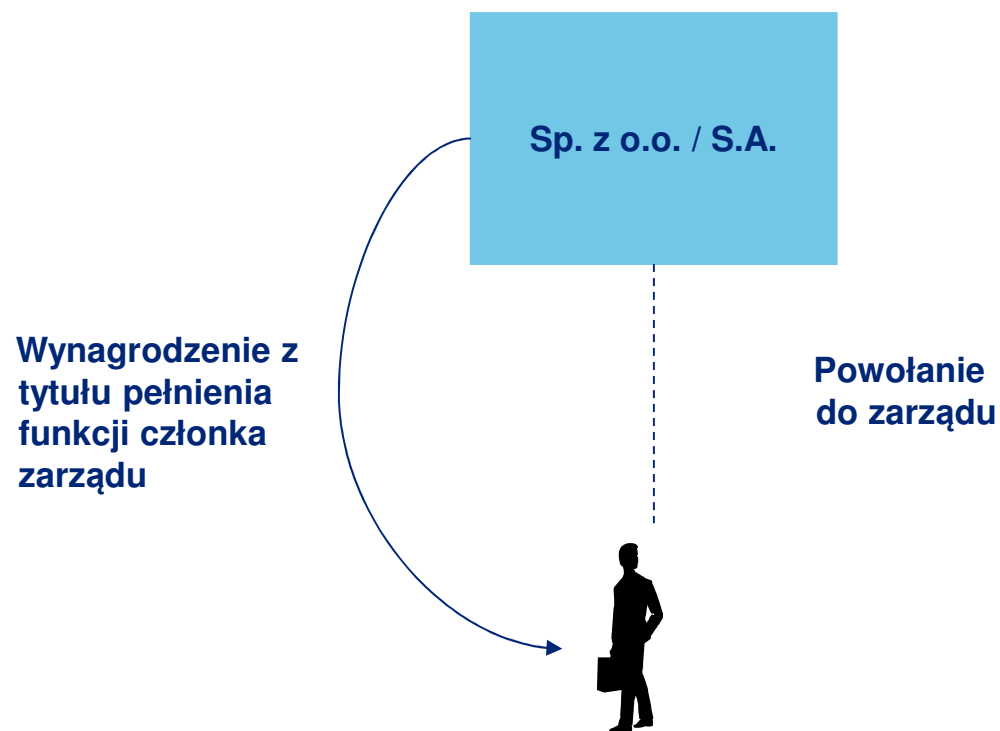 Sp. z o.o. / S.A.
Wynagrodzenie z
tytułu pełnienia
funkcji członka
zarządu
Powołanie
do zarządu